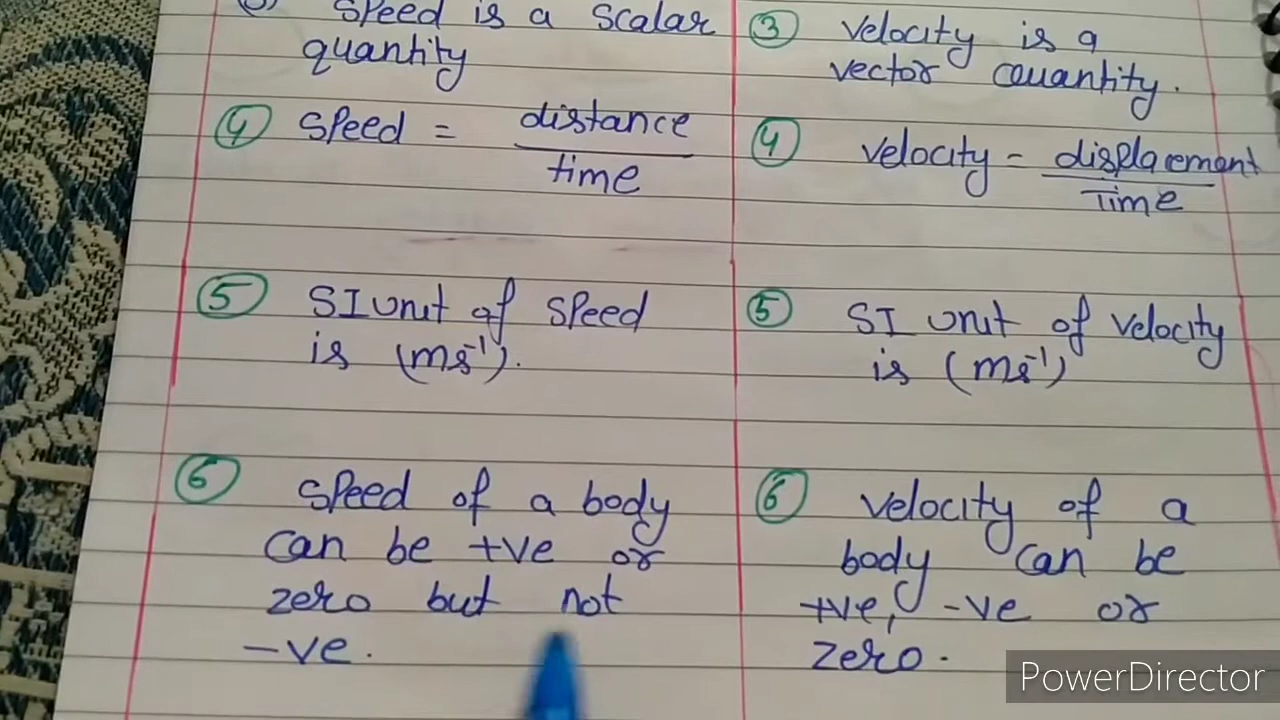 ③ speed is a scalar
quantity
④ speed = distance
time
⑤ SI unit of speed
is (ms⁻¹).
⑥ speed of a body
can be +ve or
zero but not
-ve.
③ velocity is a
vector quantity.
④ velocity = displacement
Time
⑤ SI unit of velocity
is (ms⁻¹)
⑥ velocity of a
body can be
+ve, -ve or
zero.
PowerDirector